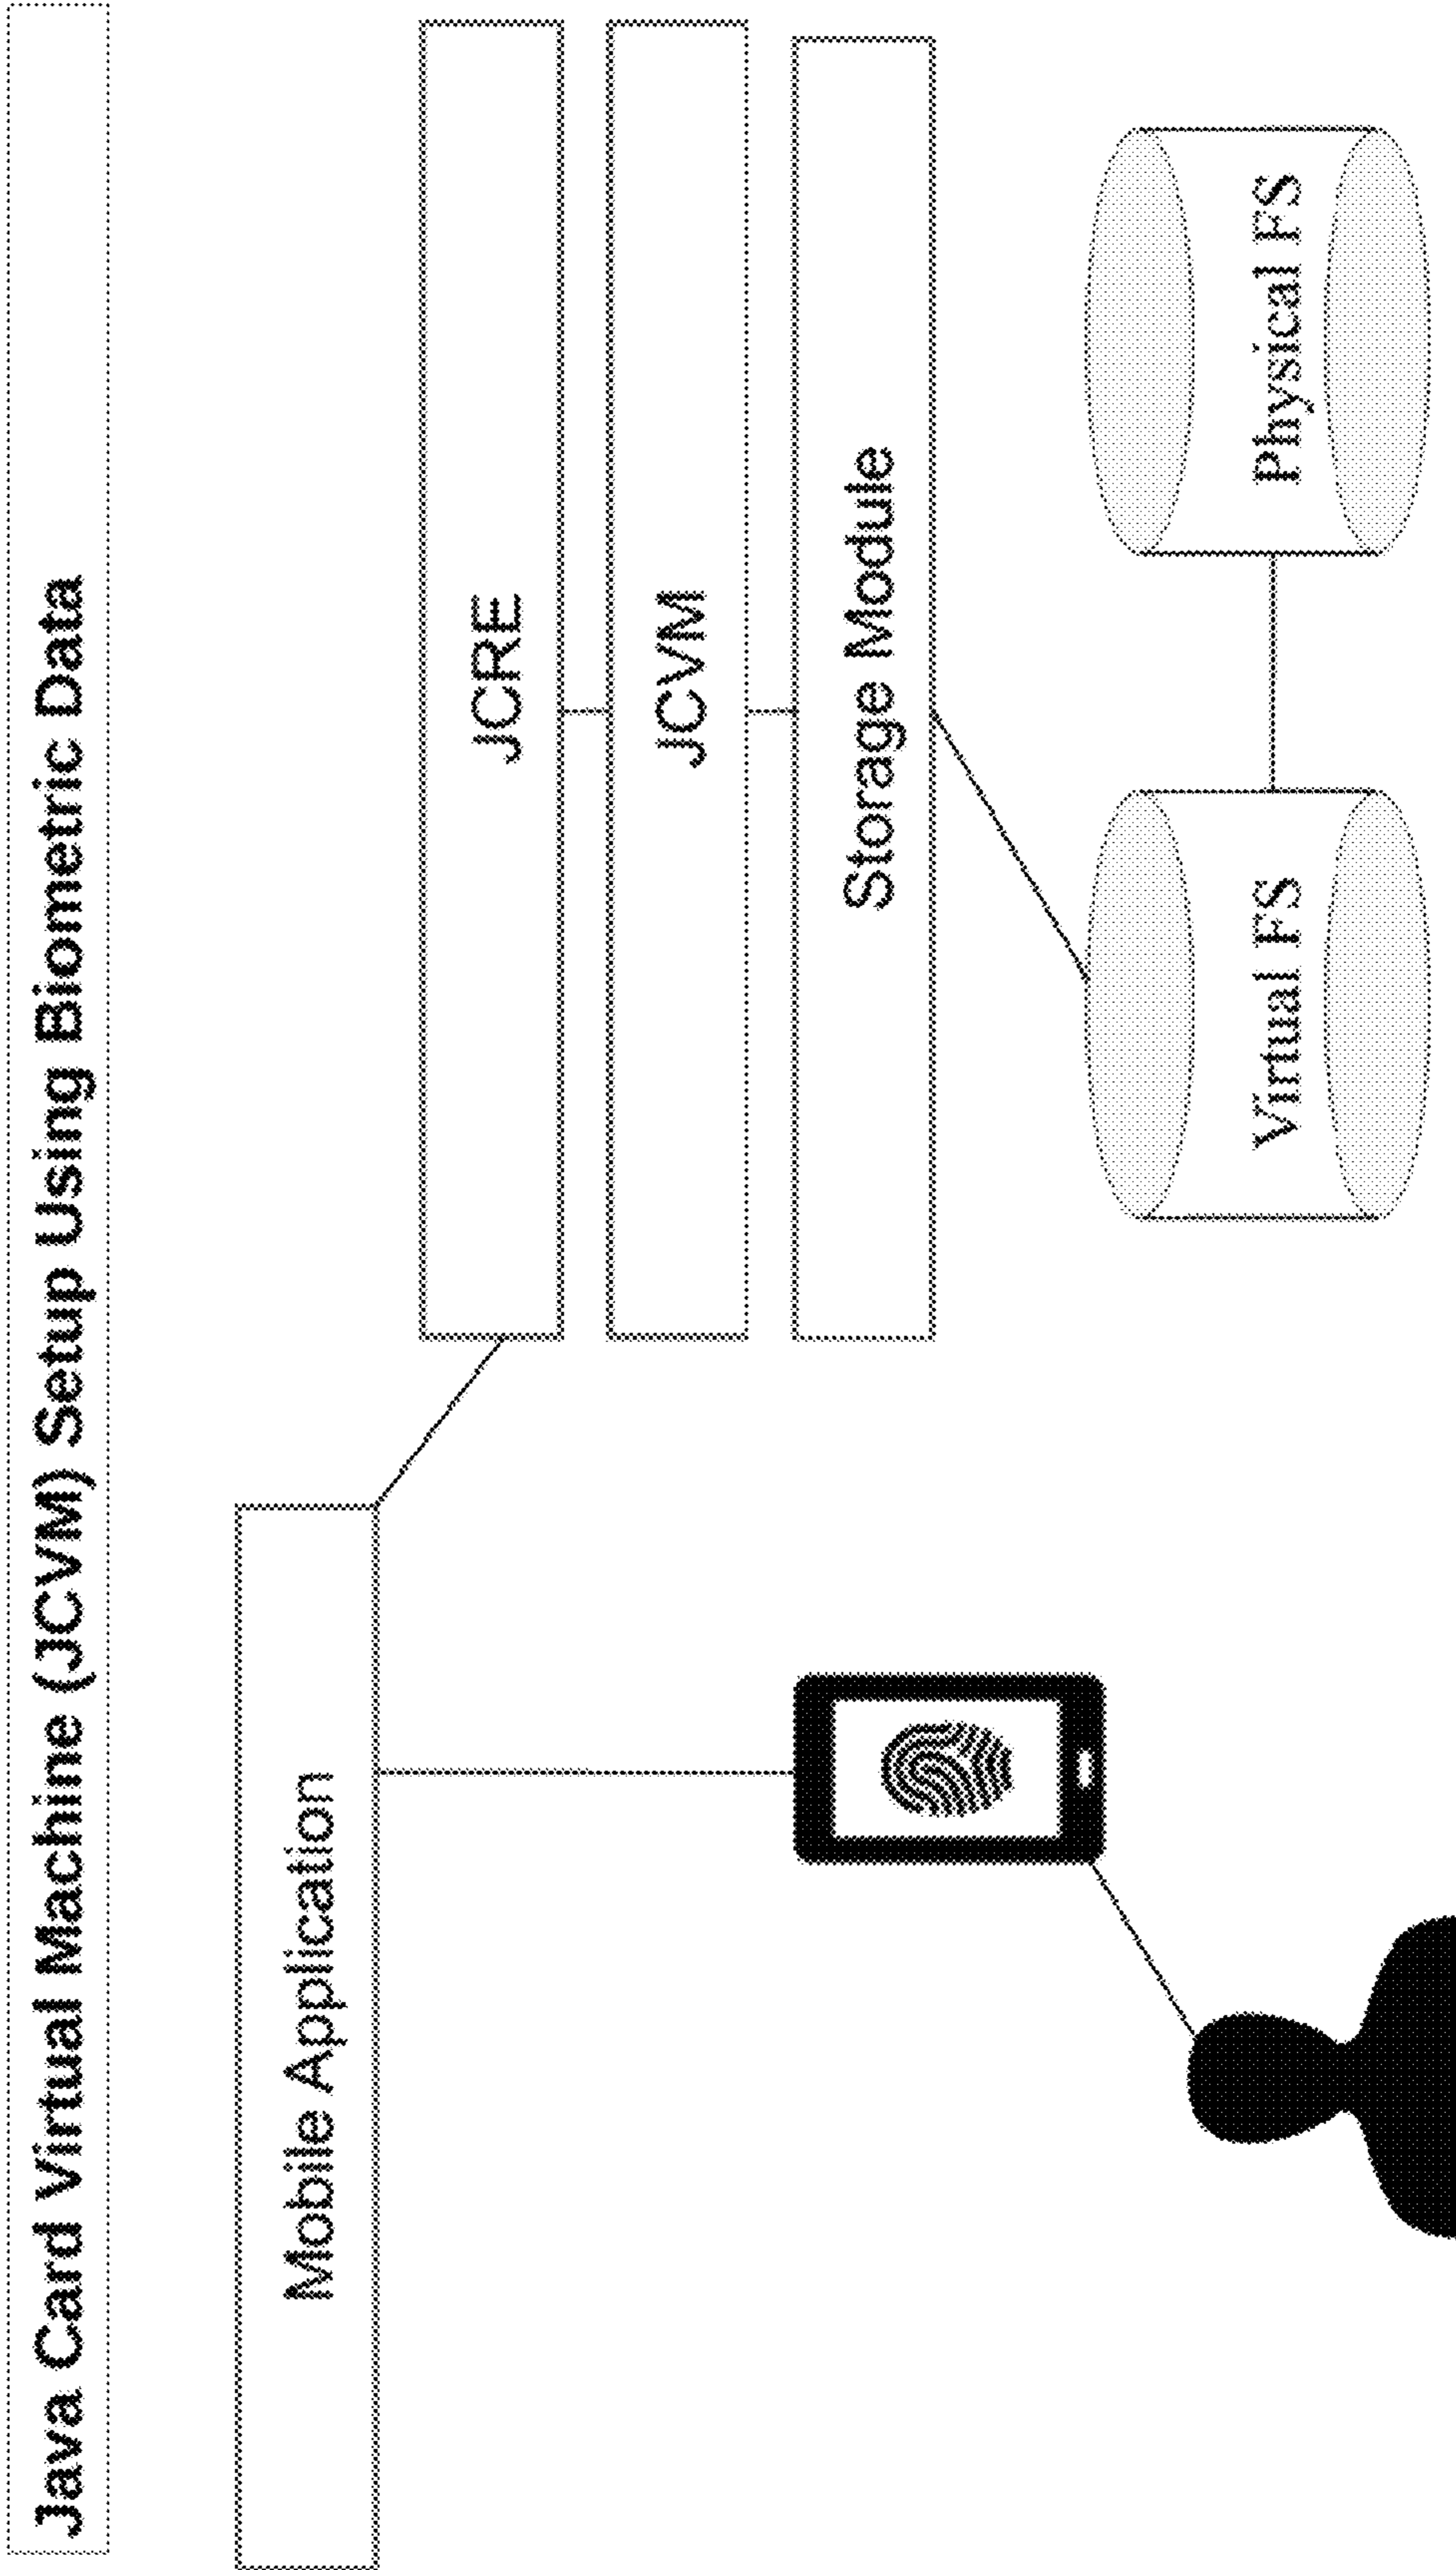 Java Card Virtual Machine (JCVM) Setup Using Biometric Data
Mobile Application
JCRE
JCVM
Storage Module
Virtual FS
Physical FS